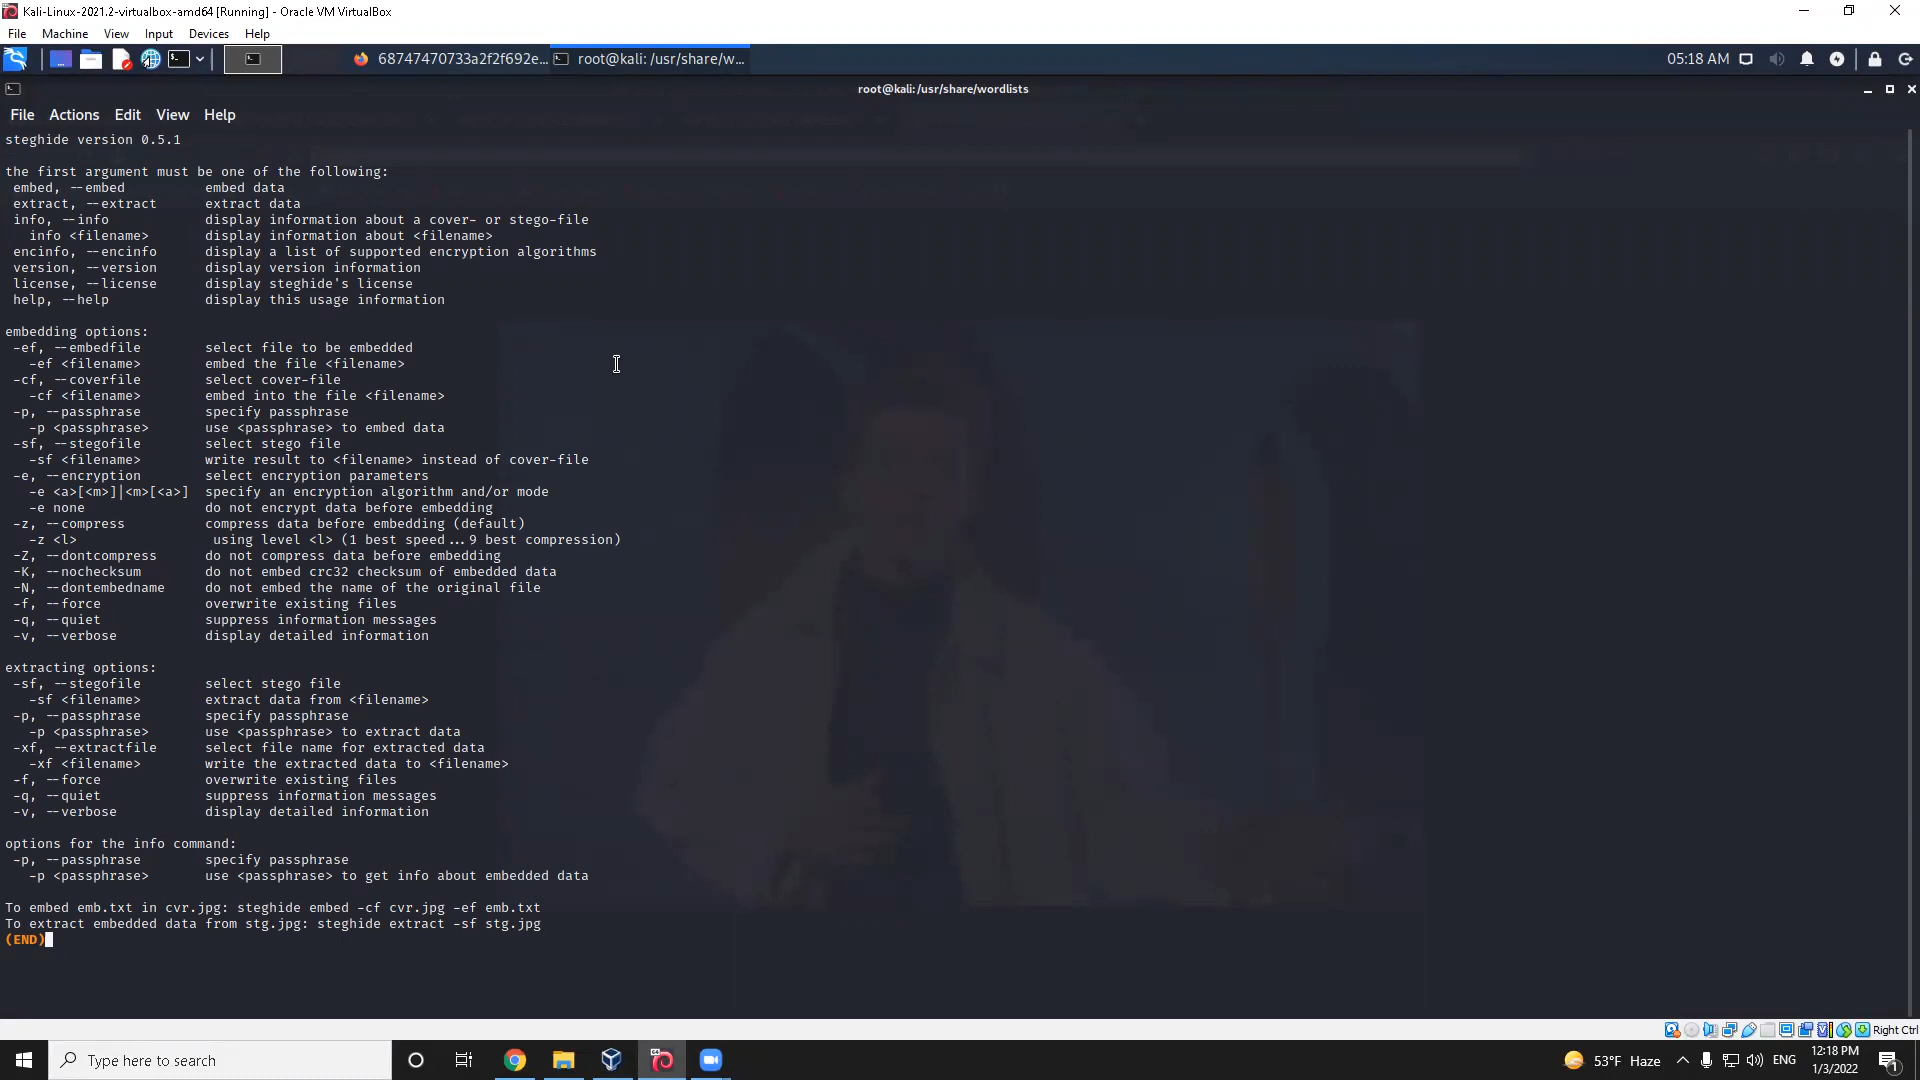 Kali-Linux-2021.2-virtualbox-amd64 [Running] - Oracle VM VirtualBox
File Machine View Input Devices Help
68747470733a2f2f692e... root@kali: /usr/share/w... 05:18 AM
root@kali:/usr/share/wordlists
File Actions Edit View Help
steghide version 0.5.1
the first argument must be one of the following:
embed, --embed embed data
extract, --extract extract data
info, --info display information about a cover- or stego-file
info <filename> display information about <filename>
encinfo, --encinfo display a list of supported encryption algorithms
version, --version display version information
license, --license display steghide's license
help, --help display this usage information
embedding options:
-ef, --embedfile select file to be embedded
-ef <filename> embed the file <filename>
-cf, --coverfile select cover-file
-cf <filename> embed into the file <filename>
-p, --passphrase specify passphrase
-p <passphrase> use <passphrase> to embed data
-sf, --stegofile select stego file
-sf <filename> write result to <filename> instead of cover-file
-e, --encryption select encryption parameters
-e <a>[<m>]|<m>[<a>] specify an encryption algorithm and/or mode
-e none do not encrypt data before embedding
-z, --compress compress data before embedding (default)
-z <l> using level <l> (1 best speed...9 best compression)
-Z, --dontcompress do not compress data before embedding
-K, --nochecksum do not embed crc32 checksum of embedded data
-N, --dontembedname do not embed the name of the original file
-f, --force overwrite existing files
-q, --quiet suppress information messages
-v, --verbose display detailed information
extracting options:
-sf, --stegofile select stego file
-sf <filename> extract data from <filename>
-p, --passphrase specify passphrase
-p <passphrase> use <passphrase> to extract data
-xf, --extractfile select file name for extracted data
-xf <filename> write the extracted data to <filename>
-f, --force overwrite existing files
-q, --quiet suppress information messages
-v, --verbose display detailed information
options for the info command:
-p, --passphrase specify passphrase
-p <passphrase> use <passphrase> to get info about embedded data
To embed emb.txt in cvr.jpg: steghide embed -cf cvr.jpg -ef emb.txt
To extract embedded data from stg.jpg: steghide extract -sf stg.jpg
(END)
Right Ctrl
Type here to search 53°F Haze ENG 12:18 PM
1/3/2022